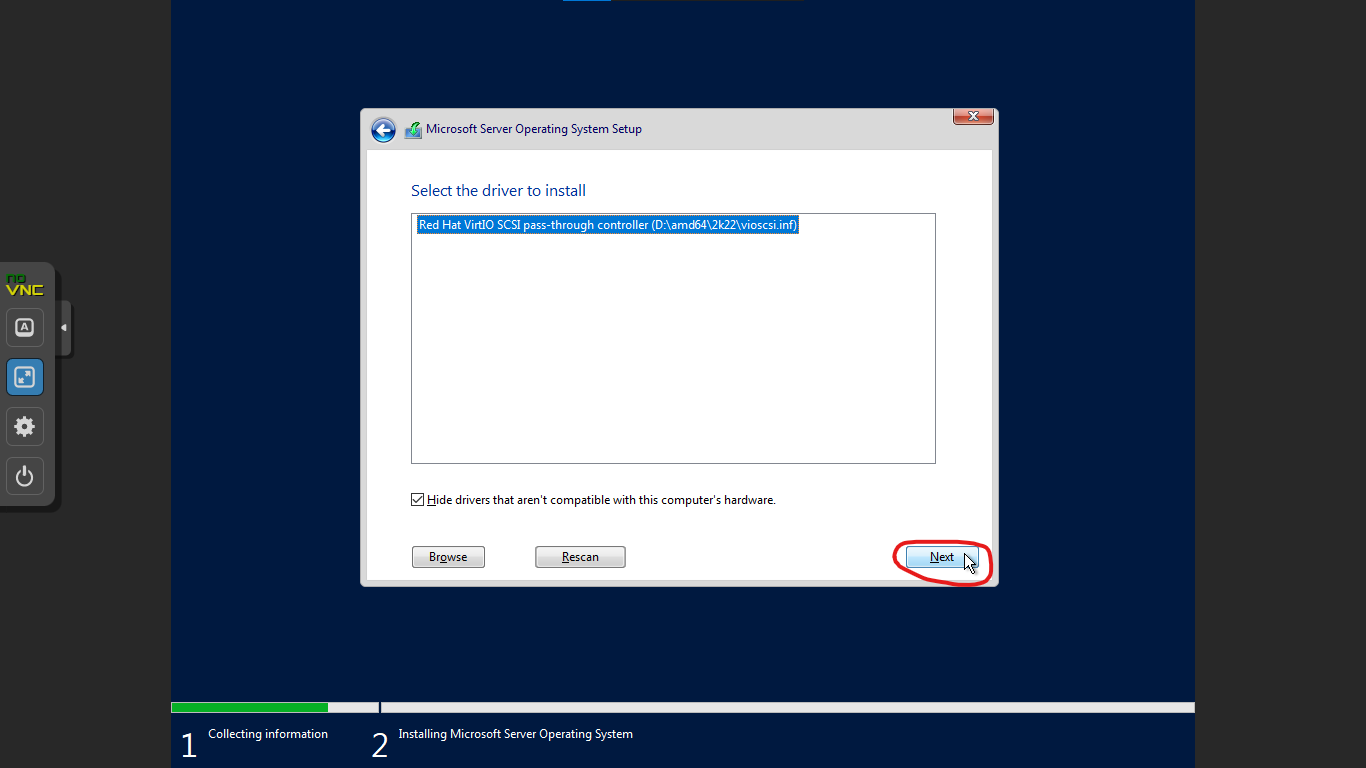 Microsoft Server Operating System Setup
Select the driver to install
Red Hat VirtIO SCSI pass-through controller (D:\amd64\2k22\vioscsi.inf)
no
VNC
A
Hide drivers that aren't compatible with this computer's hardware.
Browse
Rescan
Next
1 Collecting information
2 Installing Microsoft Server Operating System